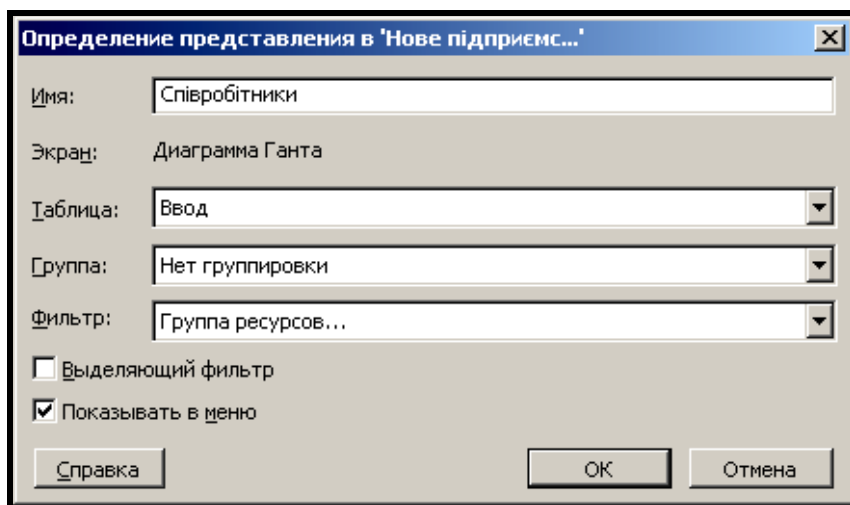 Определение представления в 'Нове підприємс...'
Имя: Співробітники
Экран: Диаграмма Ганта
Таблица: Ввод
Группа: Нет группировки
Фильтр: Группа ресурсов...
Выделяющий фильтр
Показывать в меню
Справка ОК Отмена